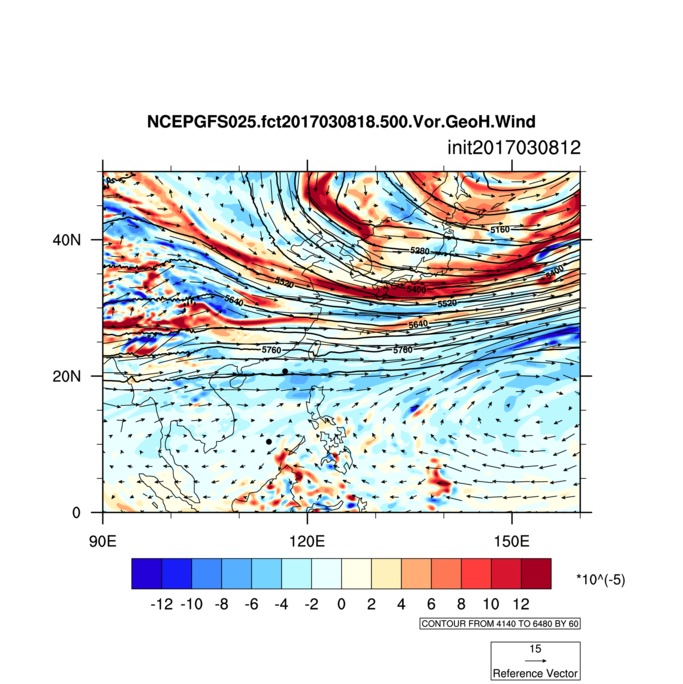 NCEPGFS025.fct2017030818.500.Vor.GeoH.Wind
init2017030812
40N
20N
0
90E 120E 150E
5160
5280
5400
5400
5520
5520
5640
5640
5760 5760
-12 -10 -8 -6 -4 -2 0 2 4 6 8 10 12
*10^(-5)
CONTOUR FROM 4140 TO 6480 BY 60
15
Reference Vector